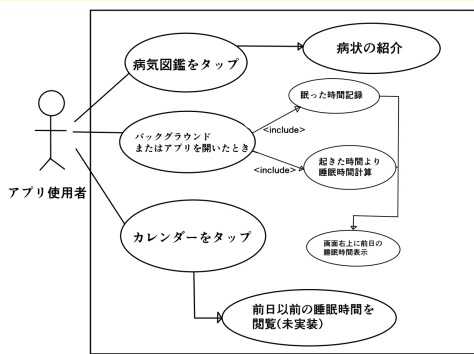 病気図鑑をタップ
病状の紹介
眠った時間記録
<include>
バックグラウンド
またはアプリを開いたとき
起きた時間より
睡眠時間計算
<include>
アプリ使用者
カレンダーをタップ
画面右上に前日の
睡眠時間表示
前日以前の睡眠時間を
閲覧(未実装)